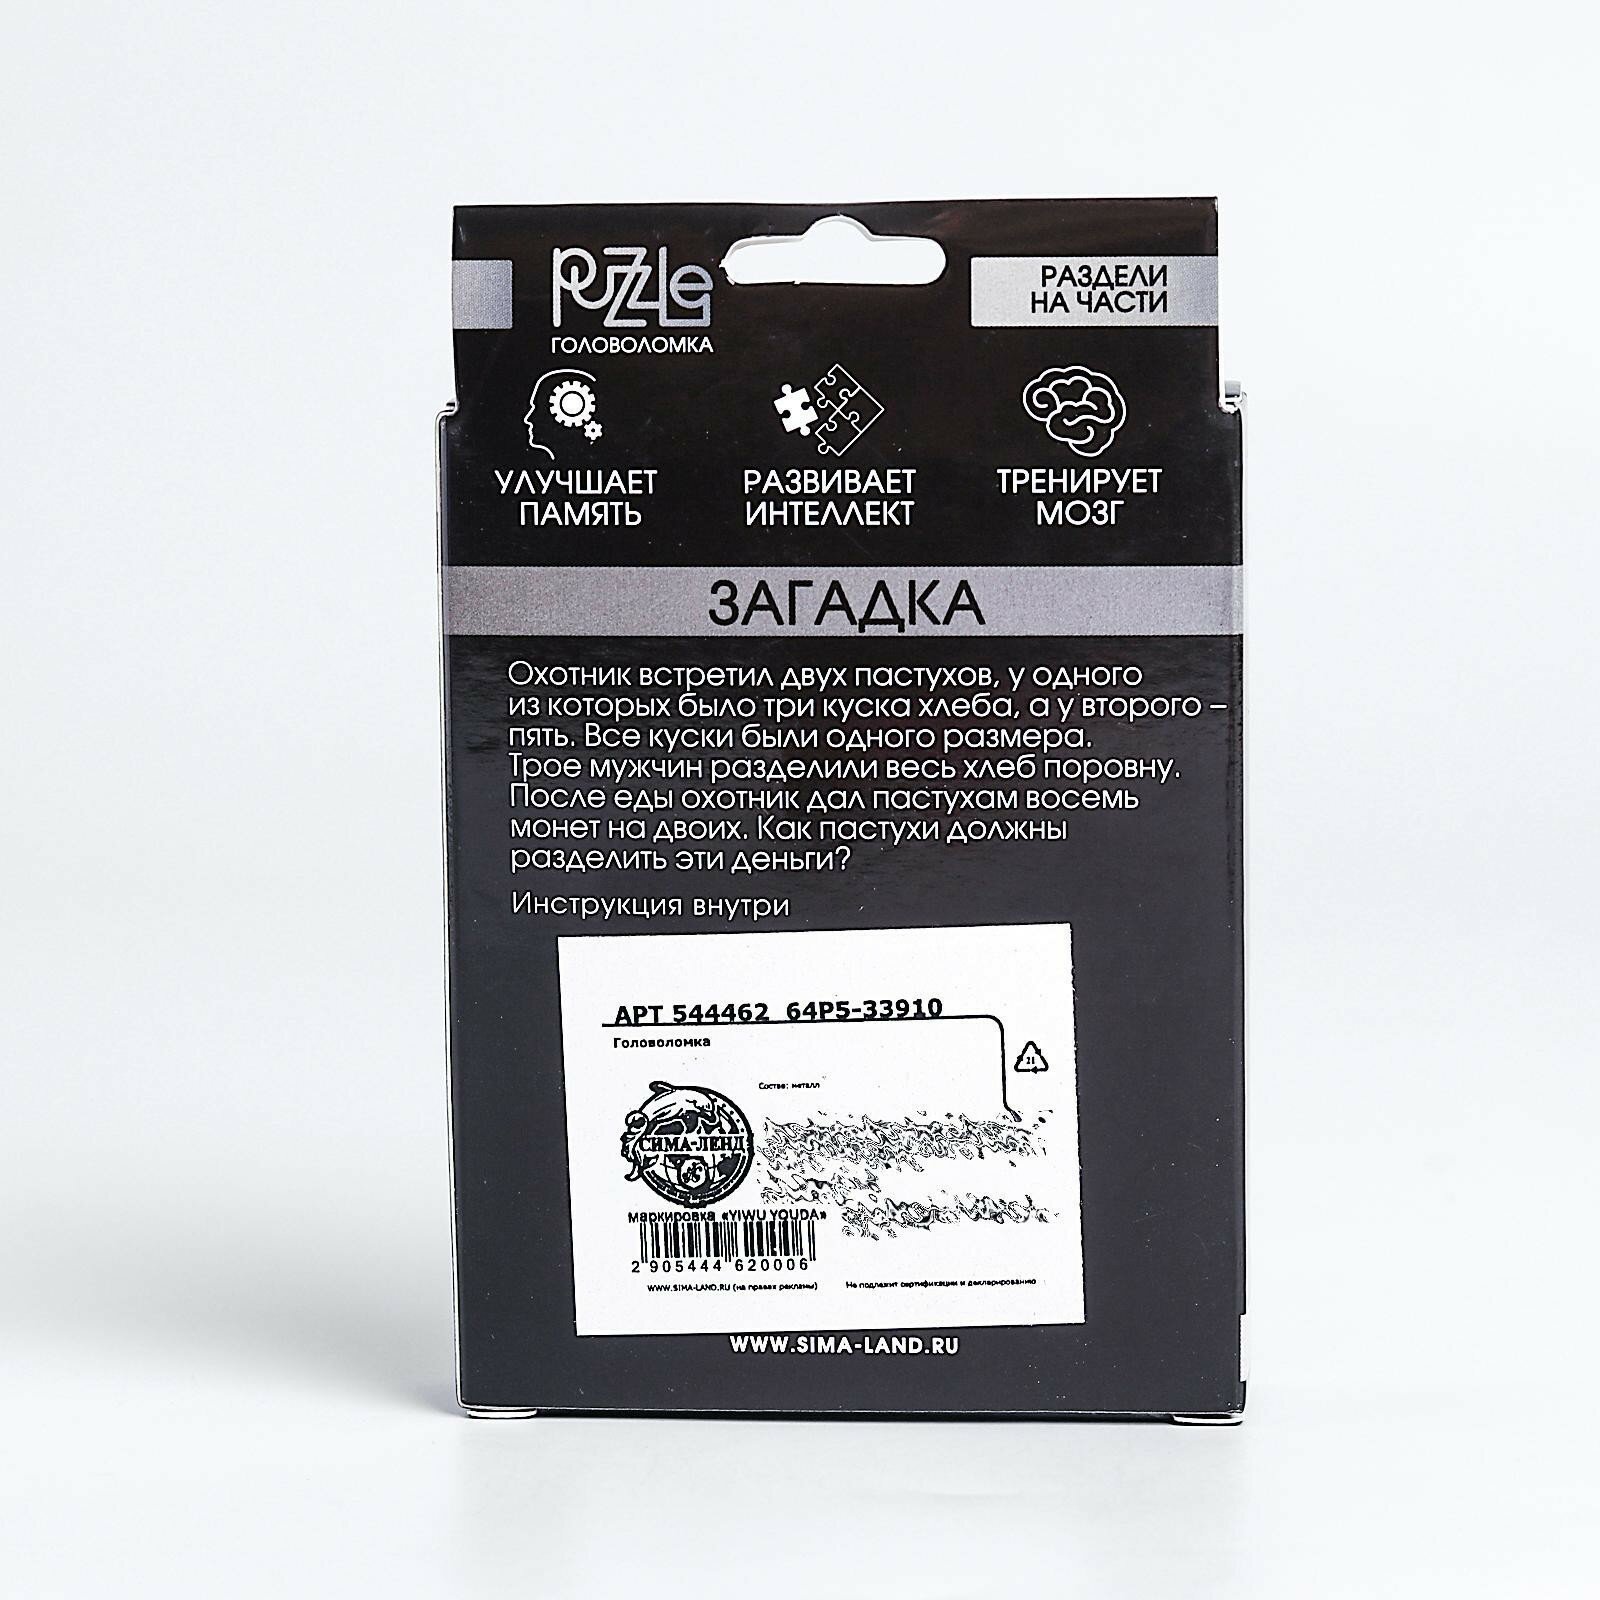 Puzzle
ГОЛОВОЛОМКА
РАЗДЕЛИ
НА ЧАСТИ
УЛУЧШАЕТ
ПАМЯТЬ
РАЗВИВАЕТ
ИНТЕЛЛЕКТ
ТРЕНИРУЕТ
МОЗГ
ЗАГАДКА
Охотник встретил двух пастухов, у одного
из которых было три куска хлеба, а у второго –
пять. Все куски были одного размера.
Трое мужчин разделили весь хлеб поровну.
После еды охотник дал пастухам восемь
монет на двоих. Как пастухи должны
разделить эти деньги?
Инструкция внутри
АРТ 544462 64P5-33910
Головоломка
21
Состав: металл
СИМА-ЛЕНД
маркировка «YIWU YOUDA»
2 905444 620006
WWW.SIMA-LAND.RU (на правах рекламы)
Не подлежит сертификации и декларированию
WWW.SIMA-LAND.RU